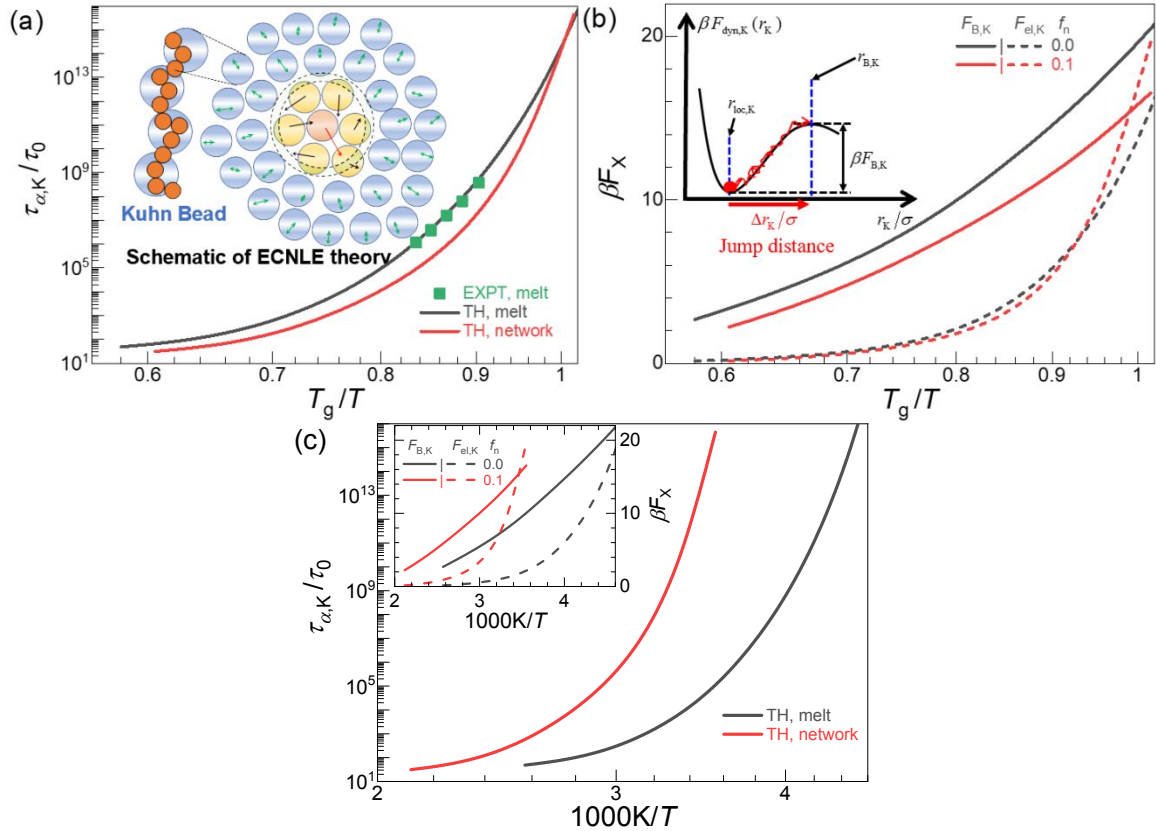 (a)
τα,K/τ0
10^13
10^9
10^5
10^1
Kuhn Bead
Schematic of ECNLE theory
EXPT, melt
TH, melt
TH, network
0.6 0.7 0.8 0.9 1
Tg/T
(b)
βFX
20
10
0
βFdyn,K(rK)
rB,K
rloc,K
βFB,K
ΔrK/σ
rK/σ
Jump distance
FB,K Fel,K fn
0.0
0.1
0.6 0.7 0.8 0.9 1
Tg/T
(c)
τα,K/τ0
10^13
10^9
10^5
10^1
FB,K Fel,K fn
0.0
0.1
20
10
0
βFX
2 3 4
1000K/T
TH, melt
TH, network
2 3 4
1000K/T